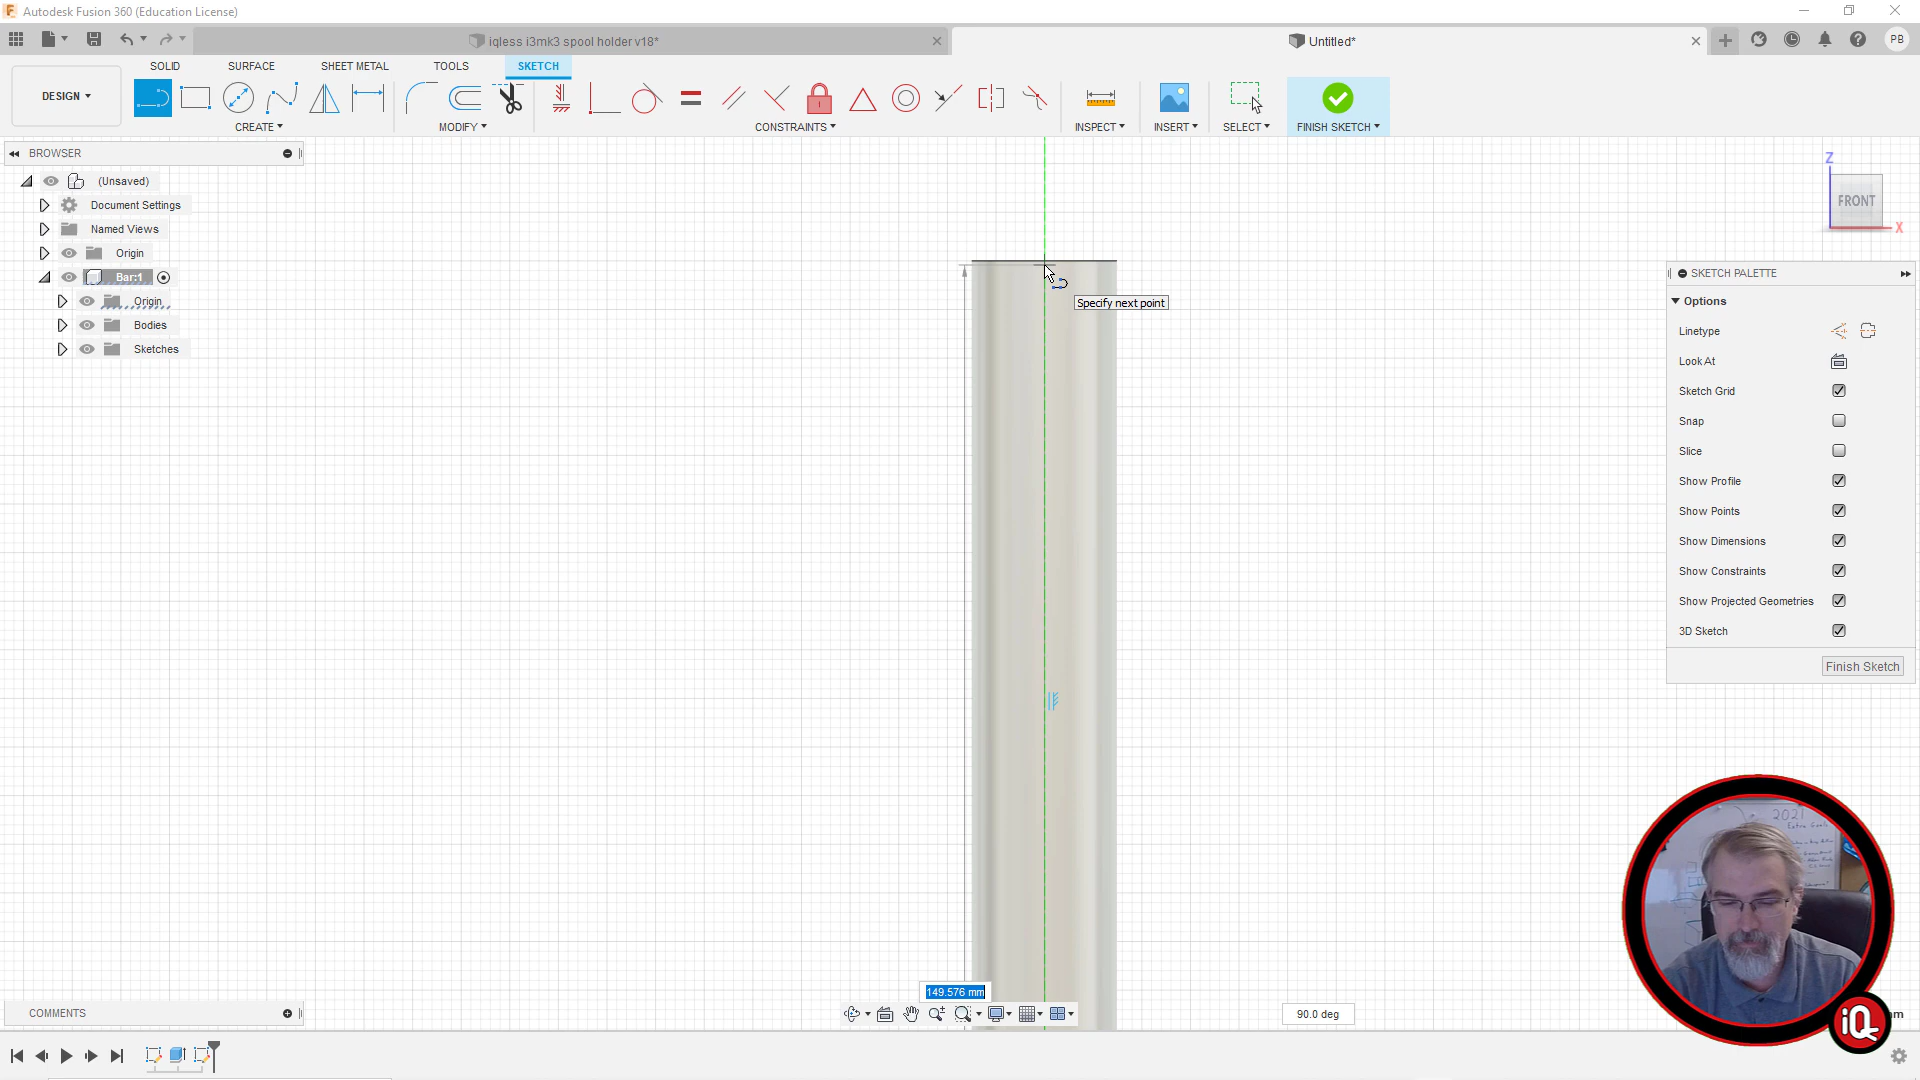 Autodesk Fusion 360 (Education License)
iqless i3mk3 spool holder v18*
Untitled*
PB
DESIGN
SOLID
SURFACE
SHEET METAL
TOOLS
SKETCH
CREATE
MODIFY
CONSTRAINTS
INSPECT
INSERT
SELECT
FINISH SKETCH
BROWSER
(Unsaved)
Document Settings
Named Views
Origin
Bar:1
Origin
Bodies
Sketches
Specify next point
Z
FRONT
X
SKETCH PALETTE
Options
Linetype
Look At
Sketch Grid
Snap
Slice
Show Profile
Show Points
Show Dimensions
Show Constraints
Show Projected Geometries
3D Sketch
Finish Sketch
2021
149.576 mm
90.0 deg
mm
iQ
COMMENTS